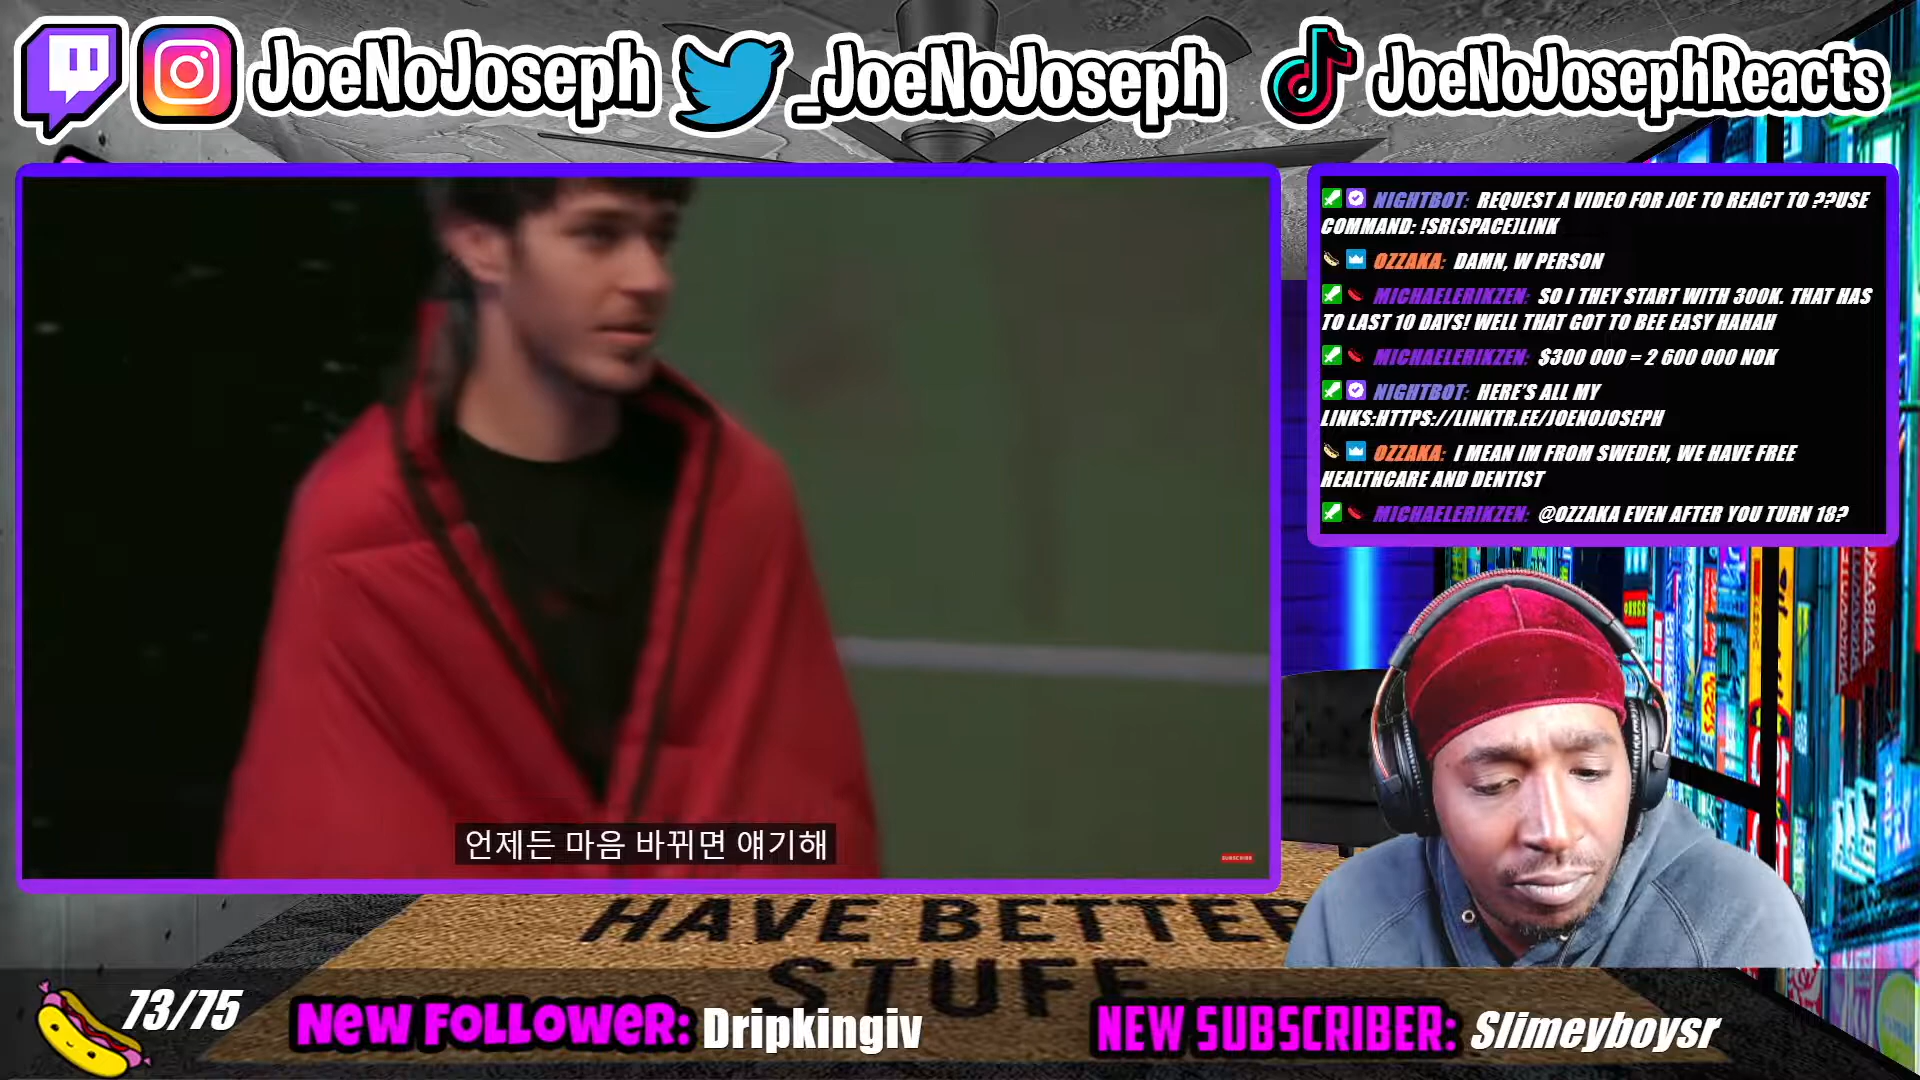 JoeNoJoseph
_JoeNoJoseph
JoeNoJosephReacts
NIGHTBOT: REQUEST A VIDEO FOR JOE TO REACT TO ??USE
COMMAND: !SR(SPACE)LINK
OZZAKA: DAMN, W PERSON
MICHAELERIKZEN: SO I THEY START WITH 300K. THAT HAS
TO LAST 10 DAYS! WELL THAT GOT TO BEE EASY HAHAH
MICHAELERIKZEN: $300 000 = 2 600 000 NOK
NIGHTBOT: HERE'S ALL MY
LINKS:HTTPS://LINKTR.EE/JOENOJOSEPH
OZZAKA: I MEAN IM FROM SWEDEN, WE HAVE FREE
HEALTHCARE AND DENTIST
MICHAELERIKZEN: @OZZAKA EVEN AFTER YOU TURN 18?
언제든 마음 바뀌면 얘기해
SUBSCRIBE
HAVE BETTER
STUFF
73/75
NEW FOLLOWER: Dripkingiv
NEW SUBSCRIBER: Slimeyboysr